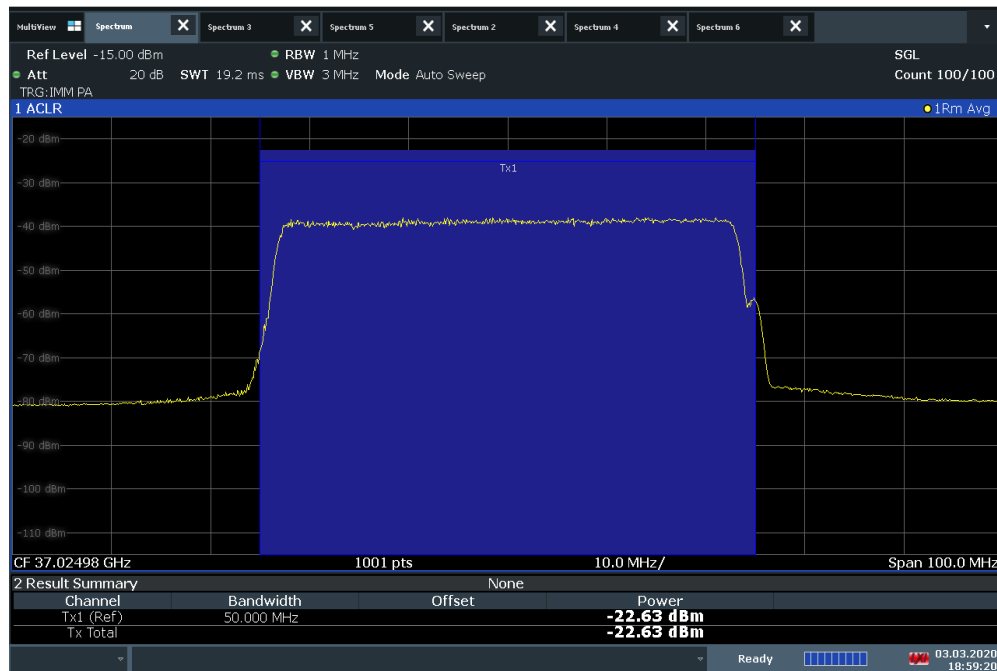 MultiView Spectrum Spectrum 3 Spectrum 5 Spectrum 2 Spectrum 4 Spectrum 6
Ref Level -15.00 dBm RBW 1 MHz SGL
Att 20 dB SWT 19.2 ms VBW 3 MHz Mode Auto Sweep Count 100/100
TRG:IMM PA
1 ACLR 1Rm Avg
-20 dBm
Tx1
-30 dBm
-40 dBm
-50 dBm
-60 dBm
-70 dBm
-80 dBm
-90 dBm
-100 dBm
-110 dBm
CF 37.02498 GHz 1001 pts 10.0 MHz/ Span 100.0 MHz
2 Result Summary None
Channel Bandwidth Offset Power
Tx1 (Ref) 50.000 MHz -22.63 dBm
Tx Total -22.63 dBm
Ready 03.03.2020
18:59:20